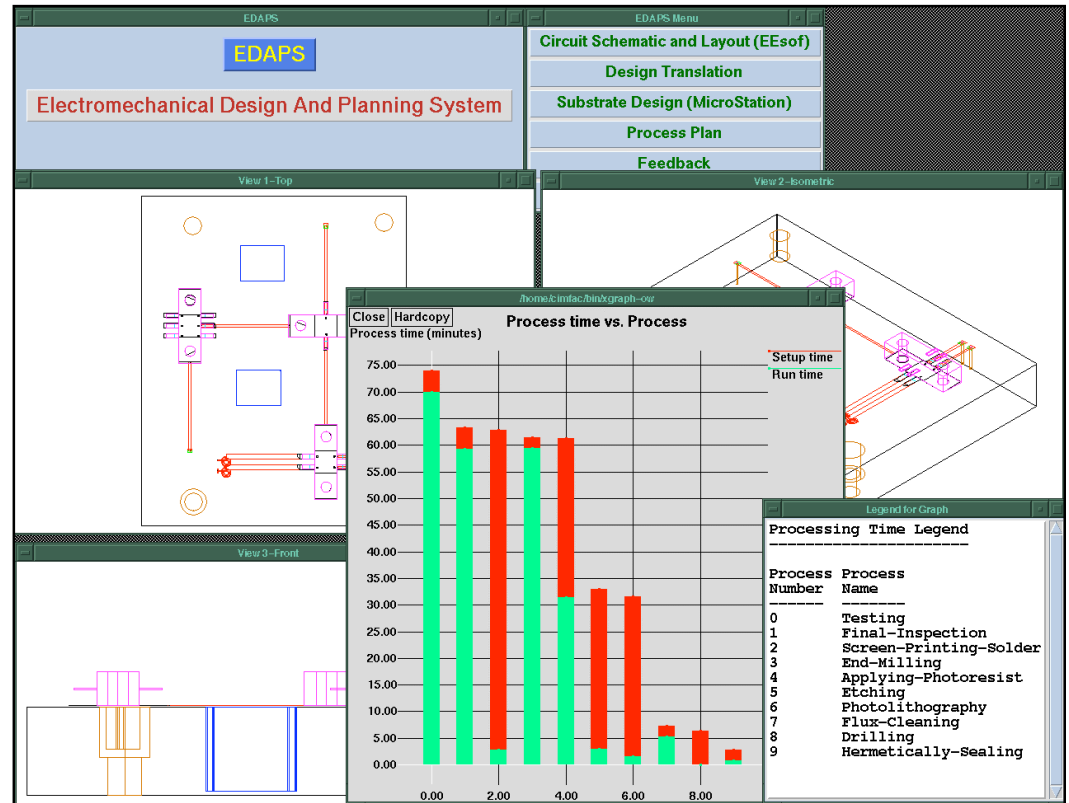 EDAPS
EDAPS
Electromechanical Design And Planning System
EDAPS Menu
Circuit Schematic and Layout (EEsof)
Design Translation
Substrate Design (MicroStation)
Process Plan
Feedback
View 1-Top
View 2-Isometric
/home/cimfac/bin/xgraph-ow
Close Hardcopy
Process time (minutes)
Process time vs. Process
Setup time
Run time
75.00
70.00
65.00
60.00
55.00
50.00
45.00
40.00
35.00
30.00
25.00
20.00
15.00
10.00
5.00
0.00
0.00 2.00 4.00 6.00 8.00
View 3-Front
Legend for Graph
Processing Time Legend
----------------------
Process Process
Number Name
------ -------
0 Testing
1 Final-Inspection
2 Screen-Printing-Solder
3 End-Milling
4 Applying-Photoresist
5 Etching
6 Photolithography
7 Flux-Cleaning
8 Drilling
9 Hermetically-Sealing